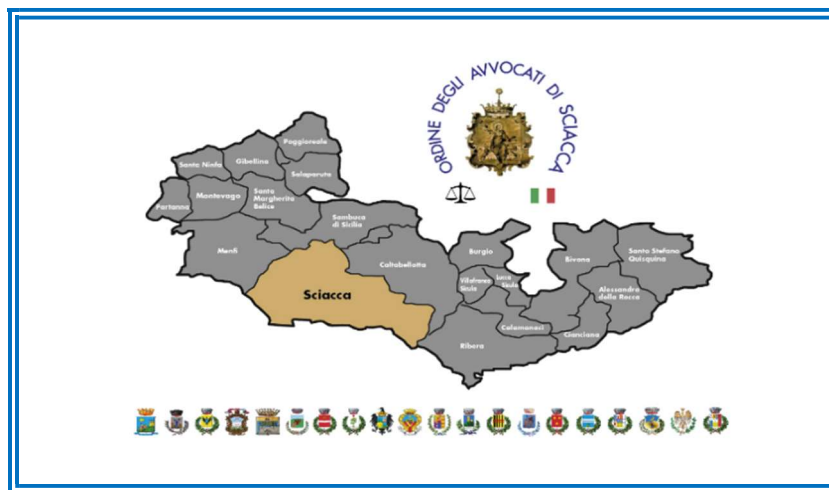 ORDINE DEGLI AVVOCATI DI SCIACCA
Poggioreale
Santa Ninfa
Gibellina
Salaparuta
Partanna
Montevago
Santa
Margherita
Belice
Sambuca
di Sicilia
Menfi
Caltabellotta
Sciacca
Burgio
Villafranca
Sicula
Lucca
Sicula
Bivona
Santo Stefano
Quisquina
Alessandra
della Rocca
Calamonaci
Cianciana
Ribera